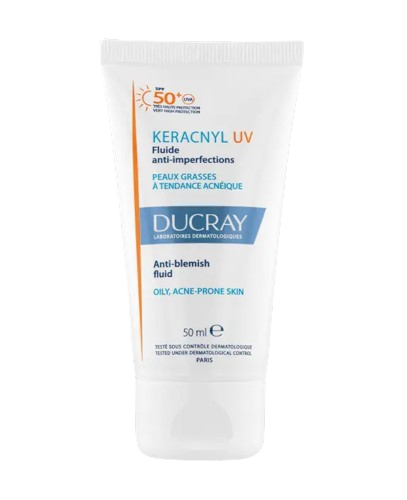 SPF
50+ UVA
TRÈS HAUTE PROTECTION
VERY HIGH PROTECTION
KERACNYL UV
Fluide
anti-imperfections
PEAUX GRASSES
À TENDANCE ACNÉIQUE
DUCRAY
LABORATOIRES DERMATOLOGIQUES
Anti-blemish
fluid
OILY, ACNE-PRONE SKIN
50 ml e
TESTÉ SOUS CONTRÔLE DERMATOLOGIQUE
TESTED UNDER DERMATOLOGICAL CONTROL
PARIS